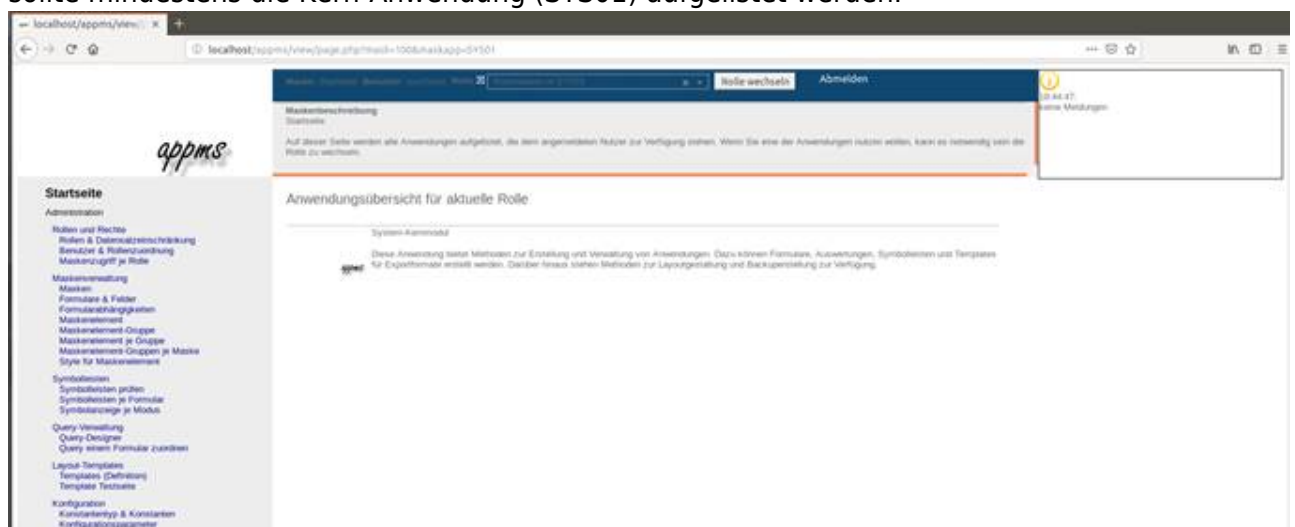 sollte mindestens die Kern-Anwendung (SYS01) aufgelistet werden.
localhost/appms/view/
localhost/appms/view/page.php?maid=100&maskapp=SYS01
Rolle wechseln
Abmelden
keine Meldungen
Maskenbeschreibung
Startseite
Auf dieser Seite werden alle Anwendungen aufgelistet, die dem angemeldeten Nutzer zur Verfügung stehen. Wenn Sie eine der Anwendungen nutzen wollen, kann es notwendig sein die
Rolle zu wechseln.
appms
Startseite
Administration
Rollen und Rechte
Rollen & Datensatzeinschränkung
Benutzer & Rollenzuordnung
Maskenzugriff je Rolle
Maskenverwaltung
Masken
Formulare & Felder
Formularabhängigkeiten
Maskenelement
Maskenelement-Gruppe
Maskenelement je Gruppe
Maskenelement-Gruppen je Maske
Style für Maskenelement
Symbolleisten
Symbolleisten prüfen
Symbolleisten je Formular
Symbolanzeige je Modus
Query-Verwaltung
Query-Designer
Query einem Formular zuordnen
Layout-Templates
Templates (Definition)
Template Testseite
Konfiguration
Konstantentyp & Konstanten
Konfigurationsparameter
Anwendungsübersicht für aktuelle Rolle
System-Kernmodul
Diese Anwendung bietet Methoden zur Erstellung und Verwaltung von Anwendungen. Dazu können Formulare, Auswertungen, Symbolleisten und Templates
appms
für Exportformate erstellt werden. Darüber hinaus stehen Methoden zur Layoutgestaltung und Backuperstellung zur Verfügung.